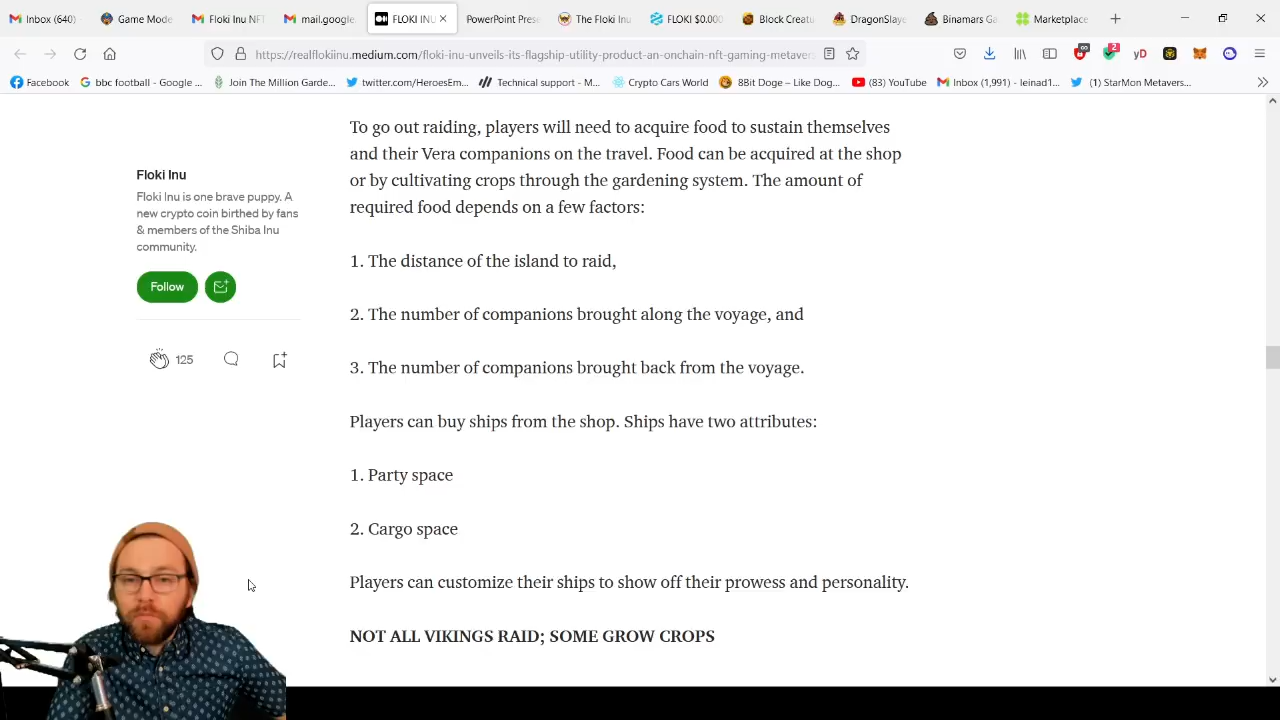 Inbox (640) -
Game Mode
Floki Inu NFT
mail.google.
FLOKI INU
PowerPoint Pres
The Floki Inu
FLOKI $0.000
Block Creatu
DragonSlaye
Binamars Ga
Marketplace
https://realflokiinu.medium.com/floki-inu-unveils-its-flagship-utility-product-an-onchain-nft-gaming-metavers
2
yD
Facebook
bbc football - Google ...
Join The Million Garde...
twitter.com/HeroesEm...
Technical support - M...
Crypto Cars World
8Bit Doge – Like Dog...
(83) YouTube
Inbox (1,991) - leinad1...
(1) StarMon Metavers...
To go out raiding, players will need to acquire food to sustain themselves
and their Vera companions on the travel. Food can be acquired at the shop
or by cultivating crops through the gardening system. The amount of
required food depends on a few factors:
Floki Inu
Floki Inu is one brave puppy. A
new crypto coin birthed by fans
& members of the Shiba Inu
community.
Follow
125
1. The distance of the island to raid,
2. The number of companions brought along the voyage, and
3. The number of companions brought back from the voyage.
Players can buy ships from the shop. Ships have two attributes:
1. Party space
2. Cargo space
Players can customize their ships to show off their prowess and personality.
NOT ALL VIKINGS RAID; SOME GROW CROPS